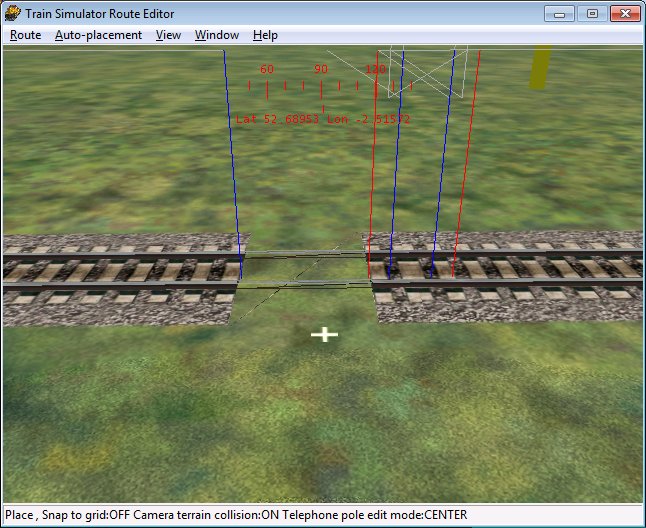 Train Simulator Route Editor
Route Auto-placement View Window Help
60 90 120
Lat 52.68953 Lon -2.51572
Place , Snap to grid:OFF Camera terrain collision:ON Telephone pole edit mode:CENTER